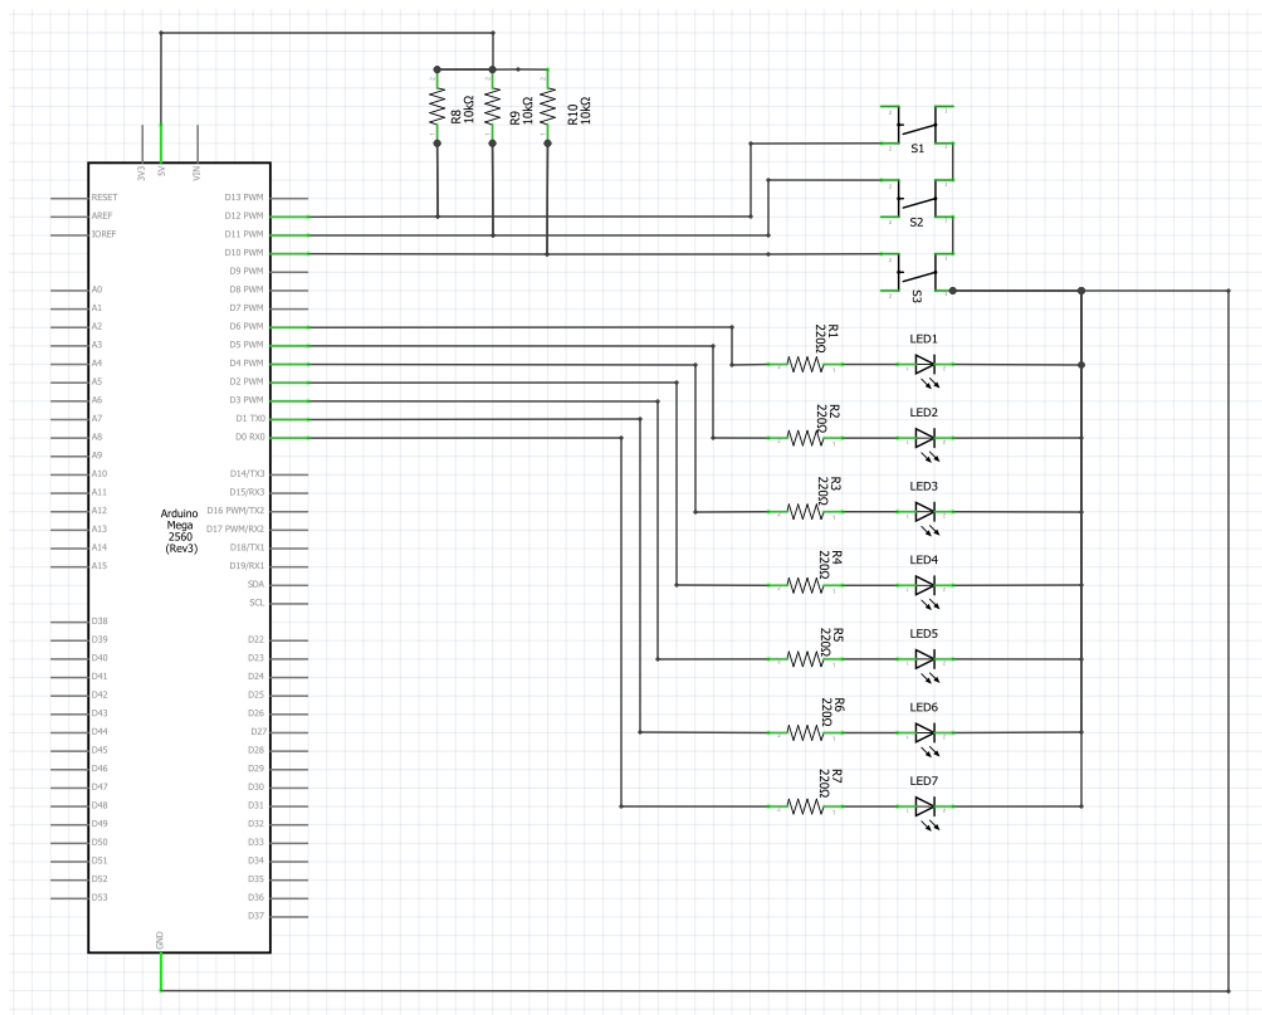 3V3
5V
VIN
RESET
AREF
IOREF
A0
A1
A2
A3
A4
A5
A6
A7
A8
A9
A10
A11
A12
A13
A14
A15
D38
D39
D40
D41
D42
D43
D44
D45
D46
D47
D48
D49
D50
D51
D52
D53
Arduino
Mega
2560
(Rev3)
D13 PWM
D12 PWM
D11 PWM
D10 PWM
D9 PWM
D8 PWM
D7 PWM
D6 PWM
D5 PWM
D4 PWM
D2 PWM
D3 PWM
D1 TX0
D0 RX0
D14/TX3
D15/RX3
D16 PWM/TX2
D17 PWM/RX2
D18/TX1
D19/RX1
SDA
SCL
D22
D23
D24
D25
D26
D27
D28
D29
D30
D31
D32
D33
D34
D35
D36
D37
GND
R8
10kΩ
R9
10kΩ
R10
10kΩ
S1
S2
S3
R1
220Ω
LED1
R2
220Ω
LED2
R3
220Ω
LED3
R4
220Ω
LED4
R5
220Ω
LED5
R6
220Ω
LED6
R7
220Ω
LED7